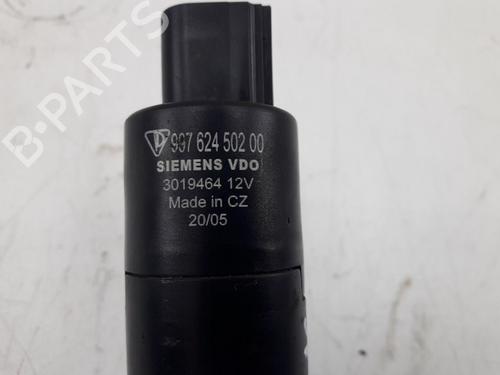 997 624 502 00
SIEMENS VDO
3019464 12V
Made in CZ
20/05
B-PARTS